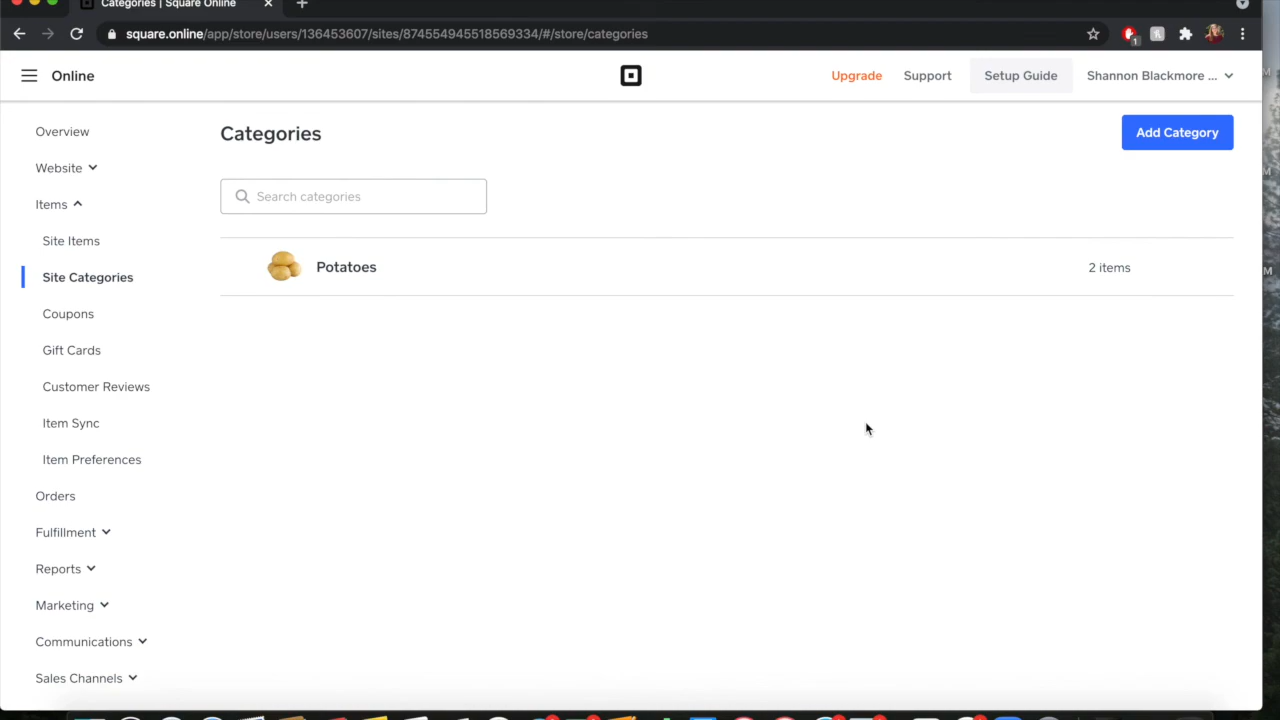 Categories | Square Online
square.online/app/store/users/136453607/sites/874554945518569334/#/store/categories
1
Online
Upgrade
Support
Setup Guide
Shannon Blackmore ...
Overview
Categories
Add Category
Website
Search categories
Items
Site Items
Potatoes
2 items
Site Categories
Coupons
Gift Cards
Customer Reviews
Item Sync
Item Preferences
Orders
Fulfillment
Reports
Marketing
Communications
Sales Channels